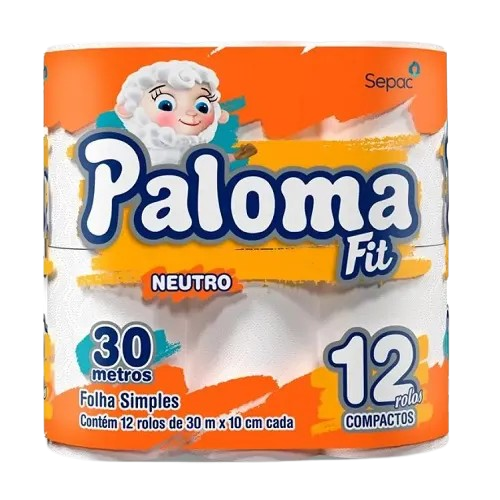 Sepac
Paloma
Fit
NEUTRO
30
metros
Folha Simples
Contém 12 rolos de 30 m x 10 cm cada
12
rolos
COMPACTOS